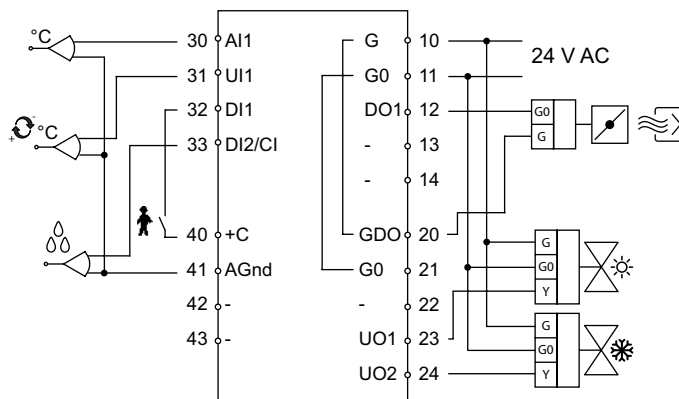 °C 30 AI1 G 10
31 UI1 G0 11 24 V AC
32 DI1 DO1 12 G0
+ - °C 33 DI2/CI - 13 G
- 14
40 +C GDO 20 G
41 AGnd G0 21 G0
42 - - 22 Y
43 - UO1 23 G
G0
UO2 24 Y